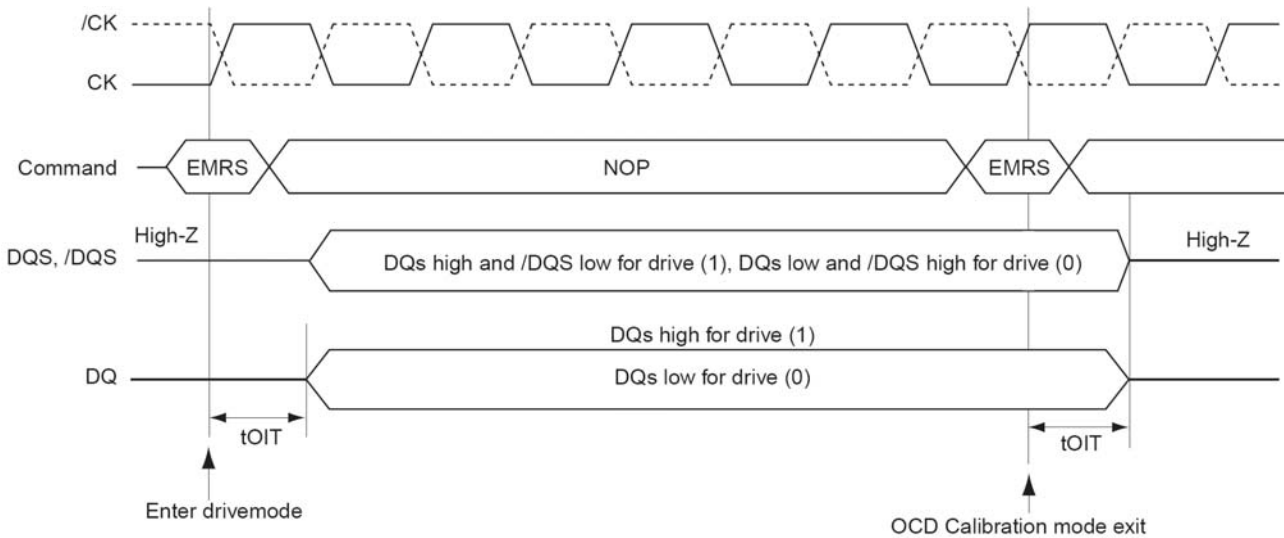 /CK
CK
Command
EMRS
NOP
EMRS
High-Z
High-Z
DQS, /DQS
DQs high and /DQS low for drive (1), DQs low and /DQS high for drive (0)
DQs high for drive (1)
DQ
DQs low for drive (0)
tOIT
tOIT
Enter drivemode
OCD Calibration mode exit